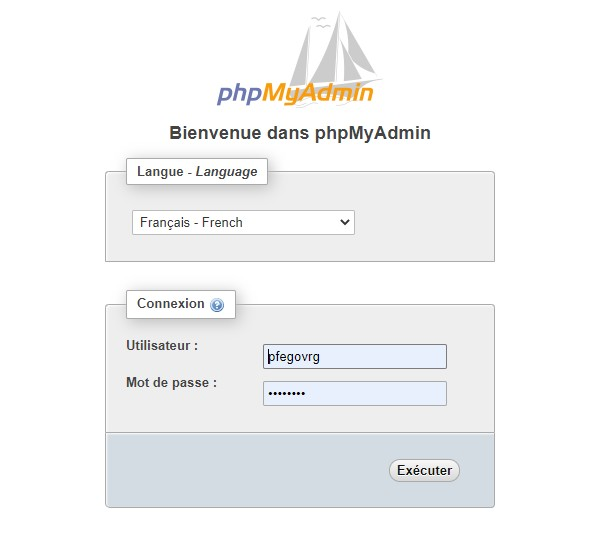 phpMyAdmin
Bienvenue dans phpMyAdmin
Langue - Language
Français - French
Connexion
Utilisateur :
pfegovrg
Mot de passe :
••••••••
Exécuter